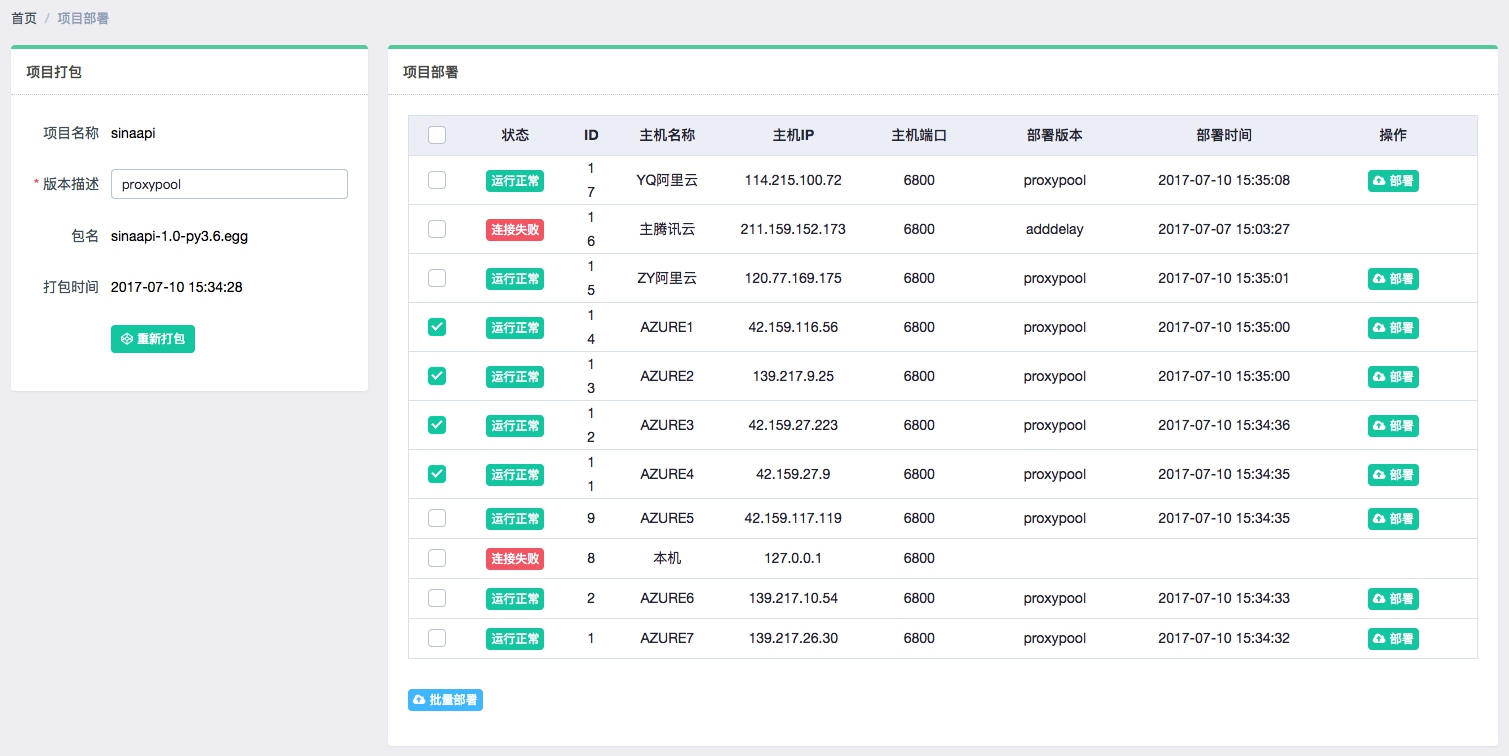 首页 / 项目部署
项目打包
项目名称 sinaapi
* 版本描述 proxypool
包名 sinaapi-1.0-py3.6.egg
打包时间 2017-07-10 15:34:28
重新打包
项目部署
状态 ID 主机名称 主机IP 主机端口 部署版本 部署时间 操作
运行正常 17 YQ阿里云 114.215.100.72 6800 proxypool 2017-07-10 15:35:08 部署
连接失败 16 主腾讯云 211.159.152.173 6800 adddelay 2017-07-07 15:03:27
运行正常 15 ZY阿里云 120.77.169.175 6800 proxypool 2017-07-10 15:35:01 部署
运行正常 14 AZURE1 42.159.116.56 6800 proxypool 2017-07-10 15:35:00 部署
运行正常 13 AZURE2 139.217.9.25 6800 proxypool 2017-07-10 15:35:00 部署
运行正常 12 AZURE3 42.159.27.223 6800 proxypool 2017-07-10 15:34:36 部署
运行正常 11 AZURE4 42.159.27.9 6800 proxypool 2017-07-10 15:34:35 部署
运行正常 9 AZURE5 42.159.117.119 6800 proxypool 2017-07-10 15:34:35 部署
连接失败 8 本机 127.0.0.1 6800
运行正常 2 AZURE6 139.217.10.54 6800 proxypool 2017-07-10 15:34:33 部署
运行正常 1 AZURE7 139.217.26.30 6800 proxypool 2017-07-10 15:34:32 部署
批量部署